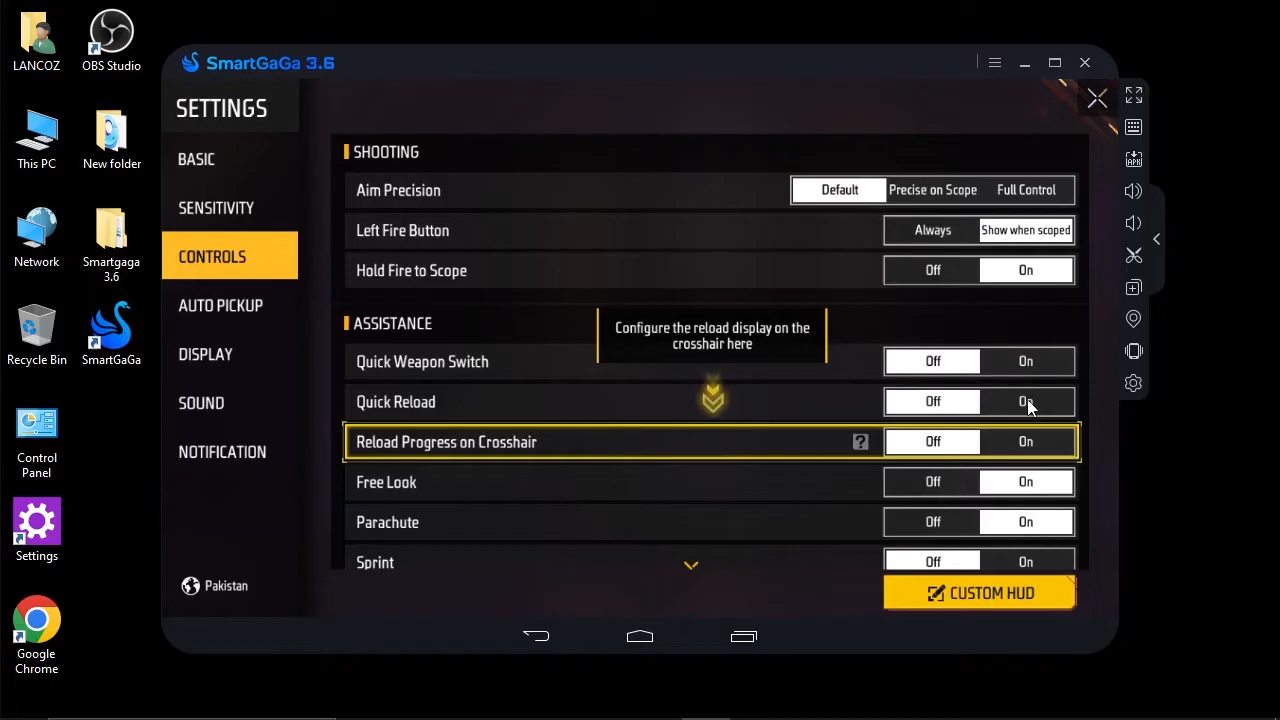 LANCOZ
OBS Studio
This PC
New folder
Network
Smartgaga
3.6
Recycle Bin
SmartGaGa
Control
Panel
Settings
Google
Chrome
SmartGaGa 3.6
SETTINGS
BASIC
SENSITIVITY
CONTROLS
AUTO PICKUP
DISPLAY
SOUND
NOTIFICATION
Pakistan
SHOOTING
Aim Precision
Default Precise on Scope Full Control
Left Fire Button
Always Show when scoped
Hold Fire to Scope
Off On
ASSISTANCE
Configure the reload display on the
crosshair here
Quick Weapon Switch
Off On
Quick Reload
Off On
Reload Progress on Crosshair
? Off On
Free Look
Off On
Parachute
Off On
Sprint
Off On
CUSTOM HUD
APK